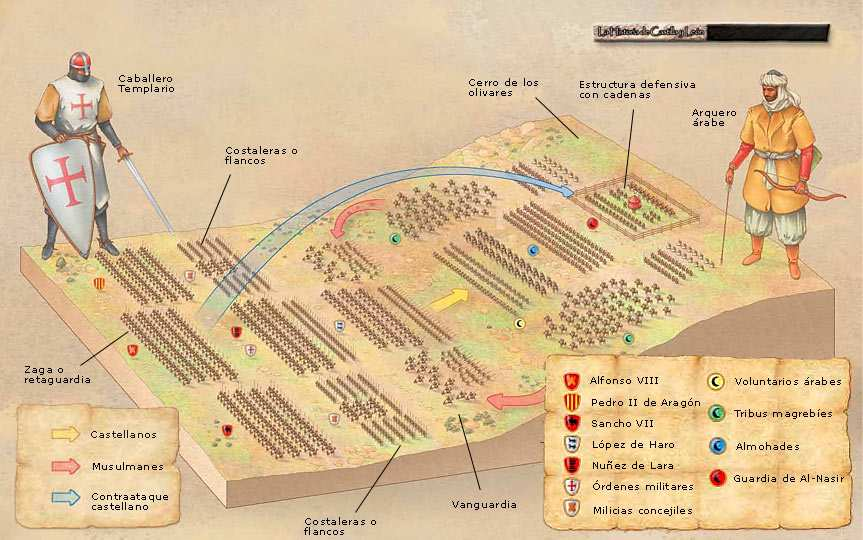 La Historia de Castilla y León
Caballero
Templario
Cerro de los
olivares
Estructura defensiva
con cadenas
Arquero
árabe
Costaleras o
flancos
Zaga o
retaguardia
Castellanos
Musulmanes
Contraataque
castellano
Costaleras o
flancos
Vanguardia
Alfonso VIII
Pedro II de Aragón
Sancho VII
López de Haro
Nuñez de Lara
Órdenes militares
Milicias concejiles
Voluntarios árabes
Tribus magrebíes
Almohades
Guardia de Al-Nasir